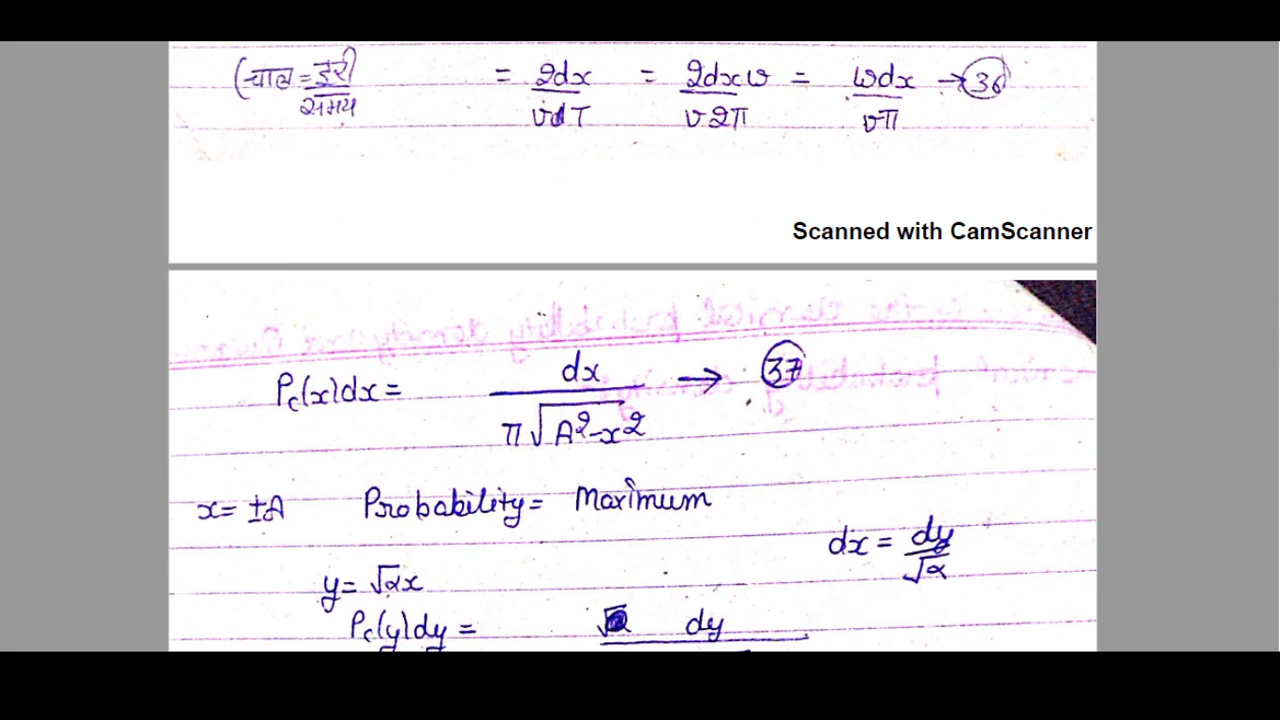 (चाल = दूरी/समय = 2dx/vdT = 2dxω/v2π = ωdx/vπ → (36)
Scanned with CamScanner
Pc(x)dx = dx/π√A²-x² → (37)
x = ±A Probability = Maximum
dx = dy/√α
y = √αx
Pc(y)dy = dy